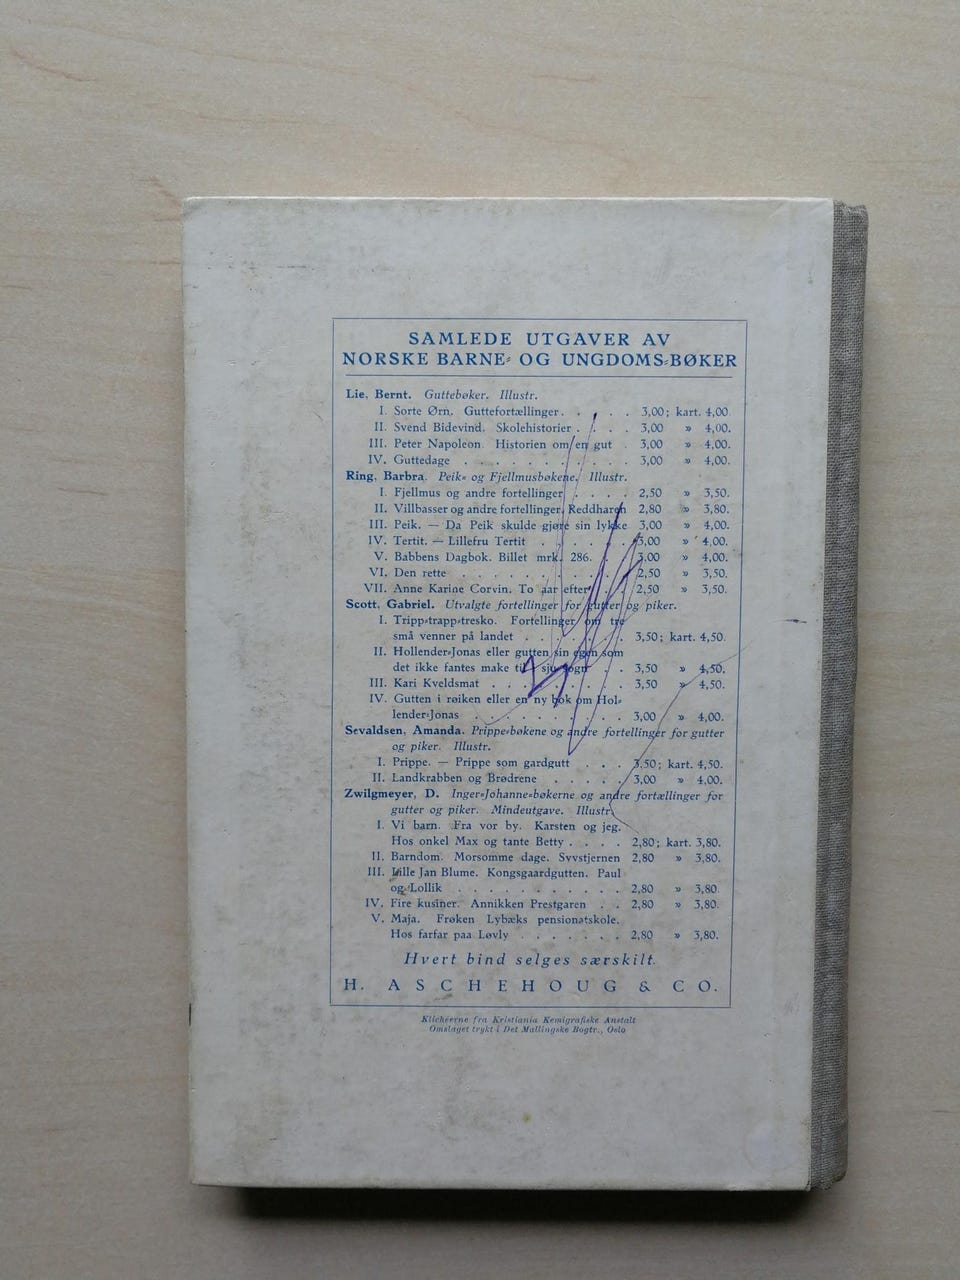 SAMLEDE UTGAVER AV
NORSKE BARNE- OG UNGDOMS-BØKER
Lie, Bernt. Guttebøker. Illustr.
I. Sorte Ørn. Guttefortællinger. . . . . 3,00; kart. 4,00
II. Svend Bidevind. Skolehistorier . . . . 3,00 » 4,00.
III. Peter Napoleon. Historien om en gut . 3,00 » 4,00.
IV. Guttedage . . . . . . . . . . 3,00 » 4,00.
Ring, Barbra. Peik- og Fjellmusbøkene. Illustr.
I. Fjellmus og andre fortellinger . . . . 2,50 » 3,50.
II. Villbasser og andre fortellinger. Reddharen 2,80 » 3,80.
III. Peik. — Da Peik skulde gjøre sin lykke 3,00 » 4,00.
IV. Tertit. — Lillefru Tertit . . . . . . 3,00 » 4,00.
V. Babbens Dagbok. Billet mrk. 286. . . 3,00 » 4,00.
VI. Den rette . . . . . . . . . . 2,50 » 3,50.
VII. Anne Karine Corvin. To aar efter . . 2,50 » 3,50.
Scott, Gabriel. Utvalgte fortellinger for gutter og piker.
I. Tripp-trapp-tresko. Fortellinger om tre
små venner på landet . . . . . . 3,50; kart. 4,50.
II. Hollender-Jonas eller gutten sin egen som
det ikke fantes make til i sju sogn . . 3,50 » 4,50.
III. Kari Kveldsmat . . . . . . . . 3,50 » 4,50.
IV. Gutten i røiken eller en ny bok om Hol-
lender-Jonas . . . . . . . . . 3,00 » 4,00.
Sevaldsen, Amanda. Prippe-bøkene og andre fortellinger for gutter
og piker. Illustr.
I. Prippe. — Prippe som gardgutt . . . 3,50; kart. 4,50.
II. Landkrabben og Brødrene . . . . . 3,00 » 4,00.
Zwilgmeyer, D. Inger-Johanne-bøkerne og andre fortællinger for
gutter og piker. Mindeutgave. Illustr.
I. Vi barn. Fra vor by. Karsten og jeg.
Hos onkel Max og tante Betty . . . . 2,80; kart. 3,80.
II. Barndom. Morsomme dage. Syvstjernen 2,80 » 3,80.
III. Lille Jan Blume. Kongsgaardgutten. Paul
og Lollik . . . . . . . . . . 2,80 » 3,80.
IV. Fire kusiner. Annikken Prestgaren . . 2,80 » 3,80.
V. Maja. Frøken Lybæks pensionatskole.
Hos farfar paa Løvly . . . . . . . 2,80 » 3,80.
Hvert bind selges særskilt.
H. ASCHEHOUG & CO.
Klicheerne fra Kristiania Kemigrafiske Anstalt
Omslaget trykt i Det Mallingske Bogtr., Oslo